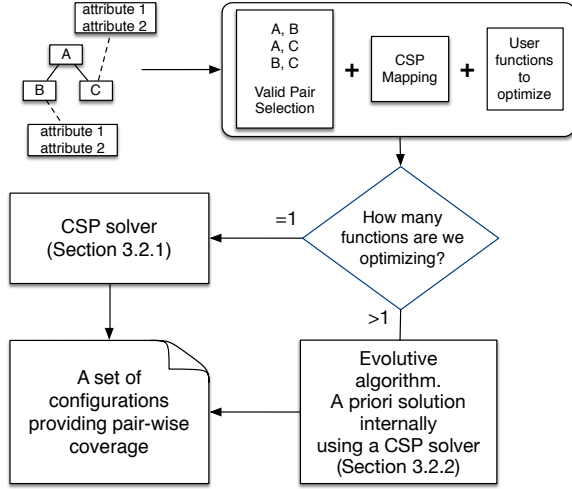 attribute 1
attribute 2
A
B
C
attribute 1
attribute 2
A, B
A, C
B, C
Valid Pair
Selection
+
CSP
Mapping
+
User
functions
to
optimize
How many
functions are we
optimizing?
=1
>1
CSP solver
(Section 3.2.1)
A set of
configurations
providing pair-wise
coverage
Evolutive
algorithm.
A priori solution
internally
using a CSP solver
(Section 3.2.2)